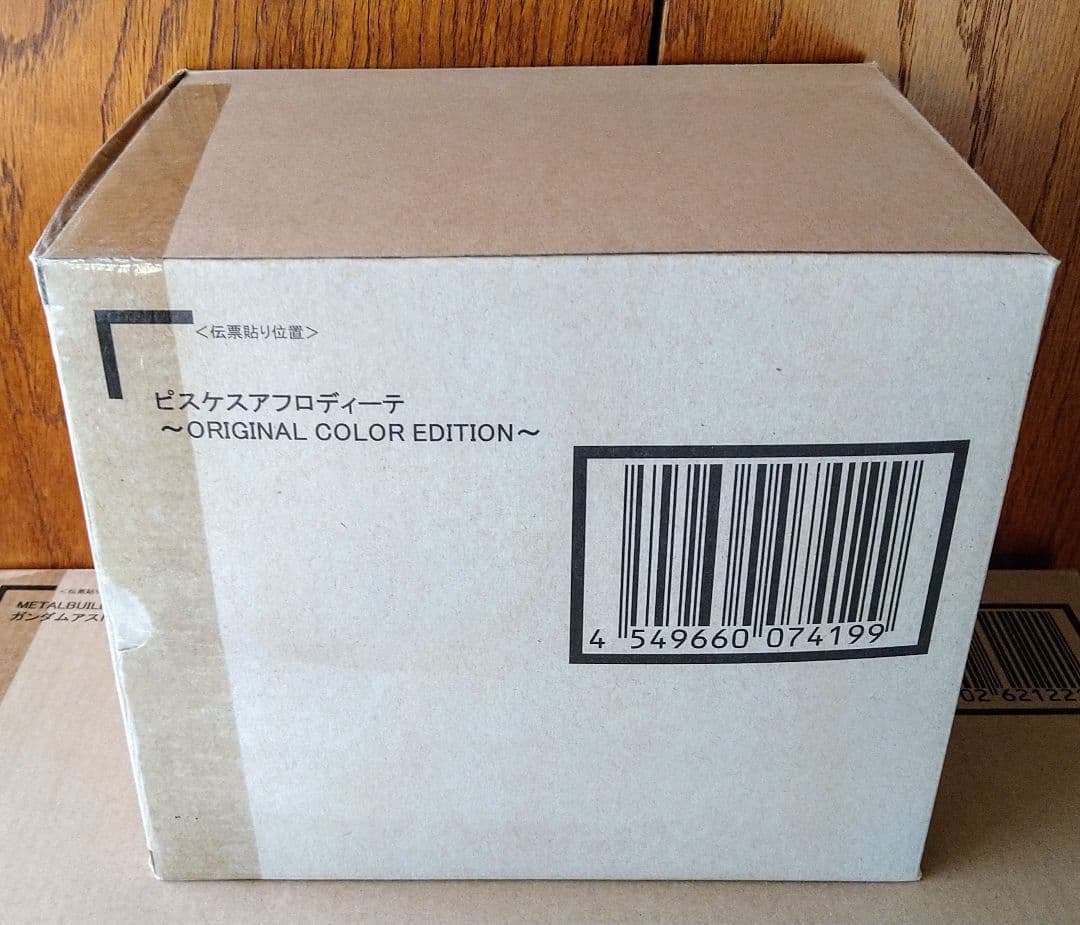 <伝票貼り位置>
ピスケスアフロディーテ
～ORIGINAL COLOR EDITION～
4 549660 074199
METALBUIL
ガンダムアス
02 62122